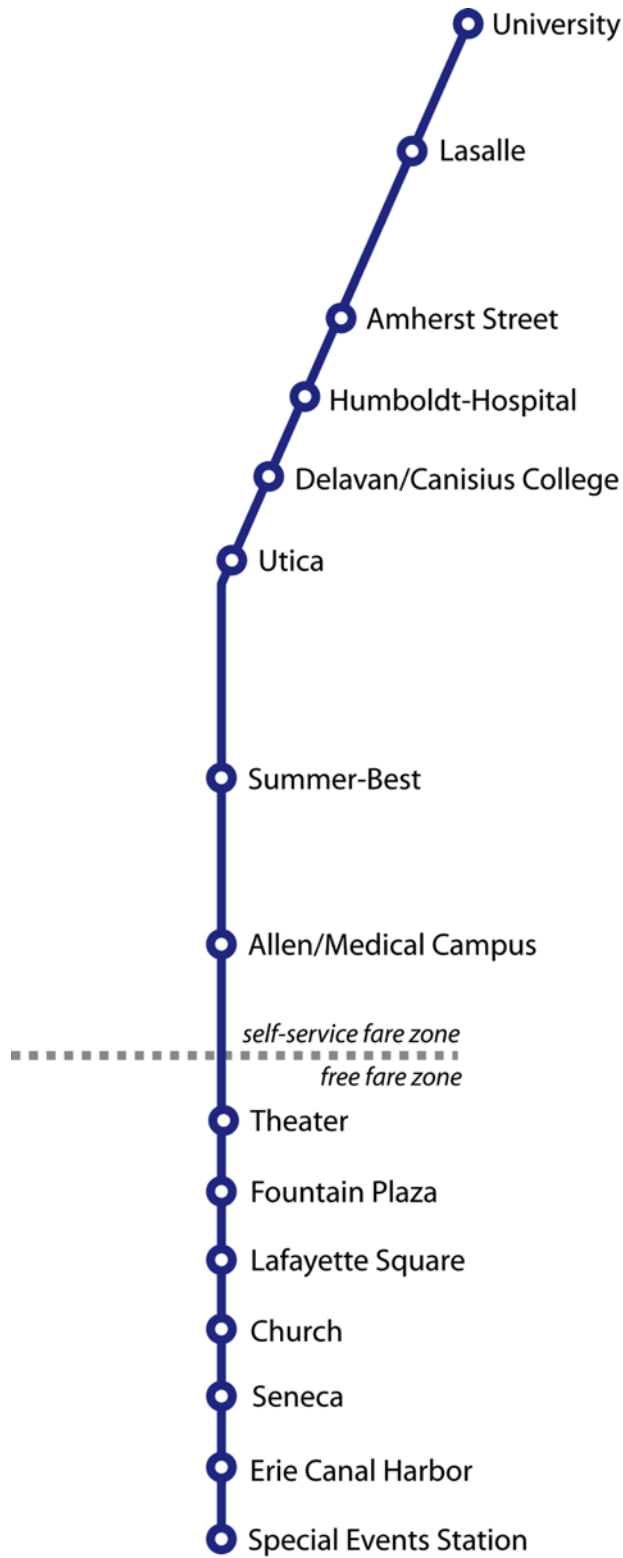 University
Lasalle
Amherst Street
Humboldt-Hospital
Delavan/Canisius College
Utica
Summer-Best
Allen/Medical Campus
self-service fare zone
free fare zone
Theater
Fountain Plaza
Lafayette Square
Church
Seneca
Erie Canal Harbor
Special Events Station